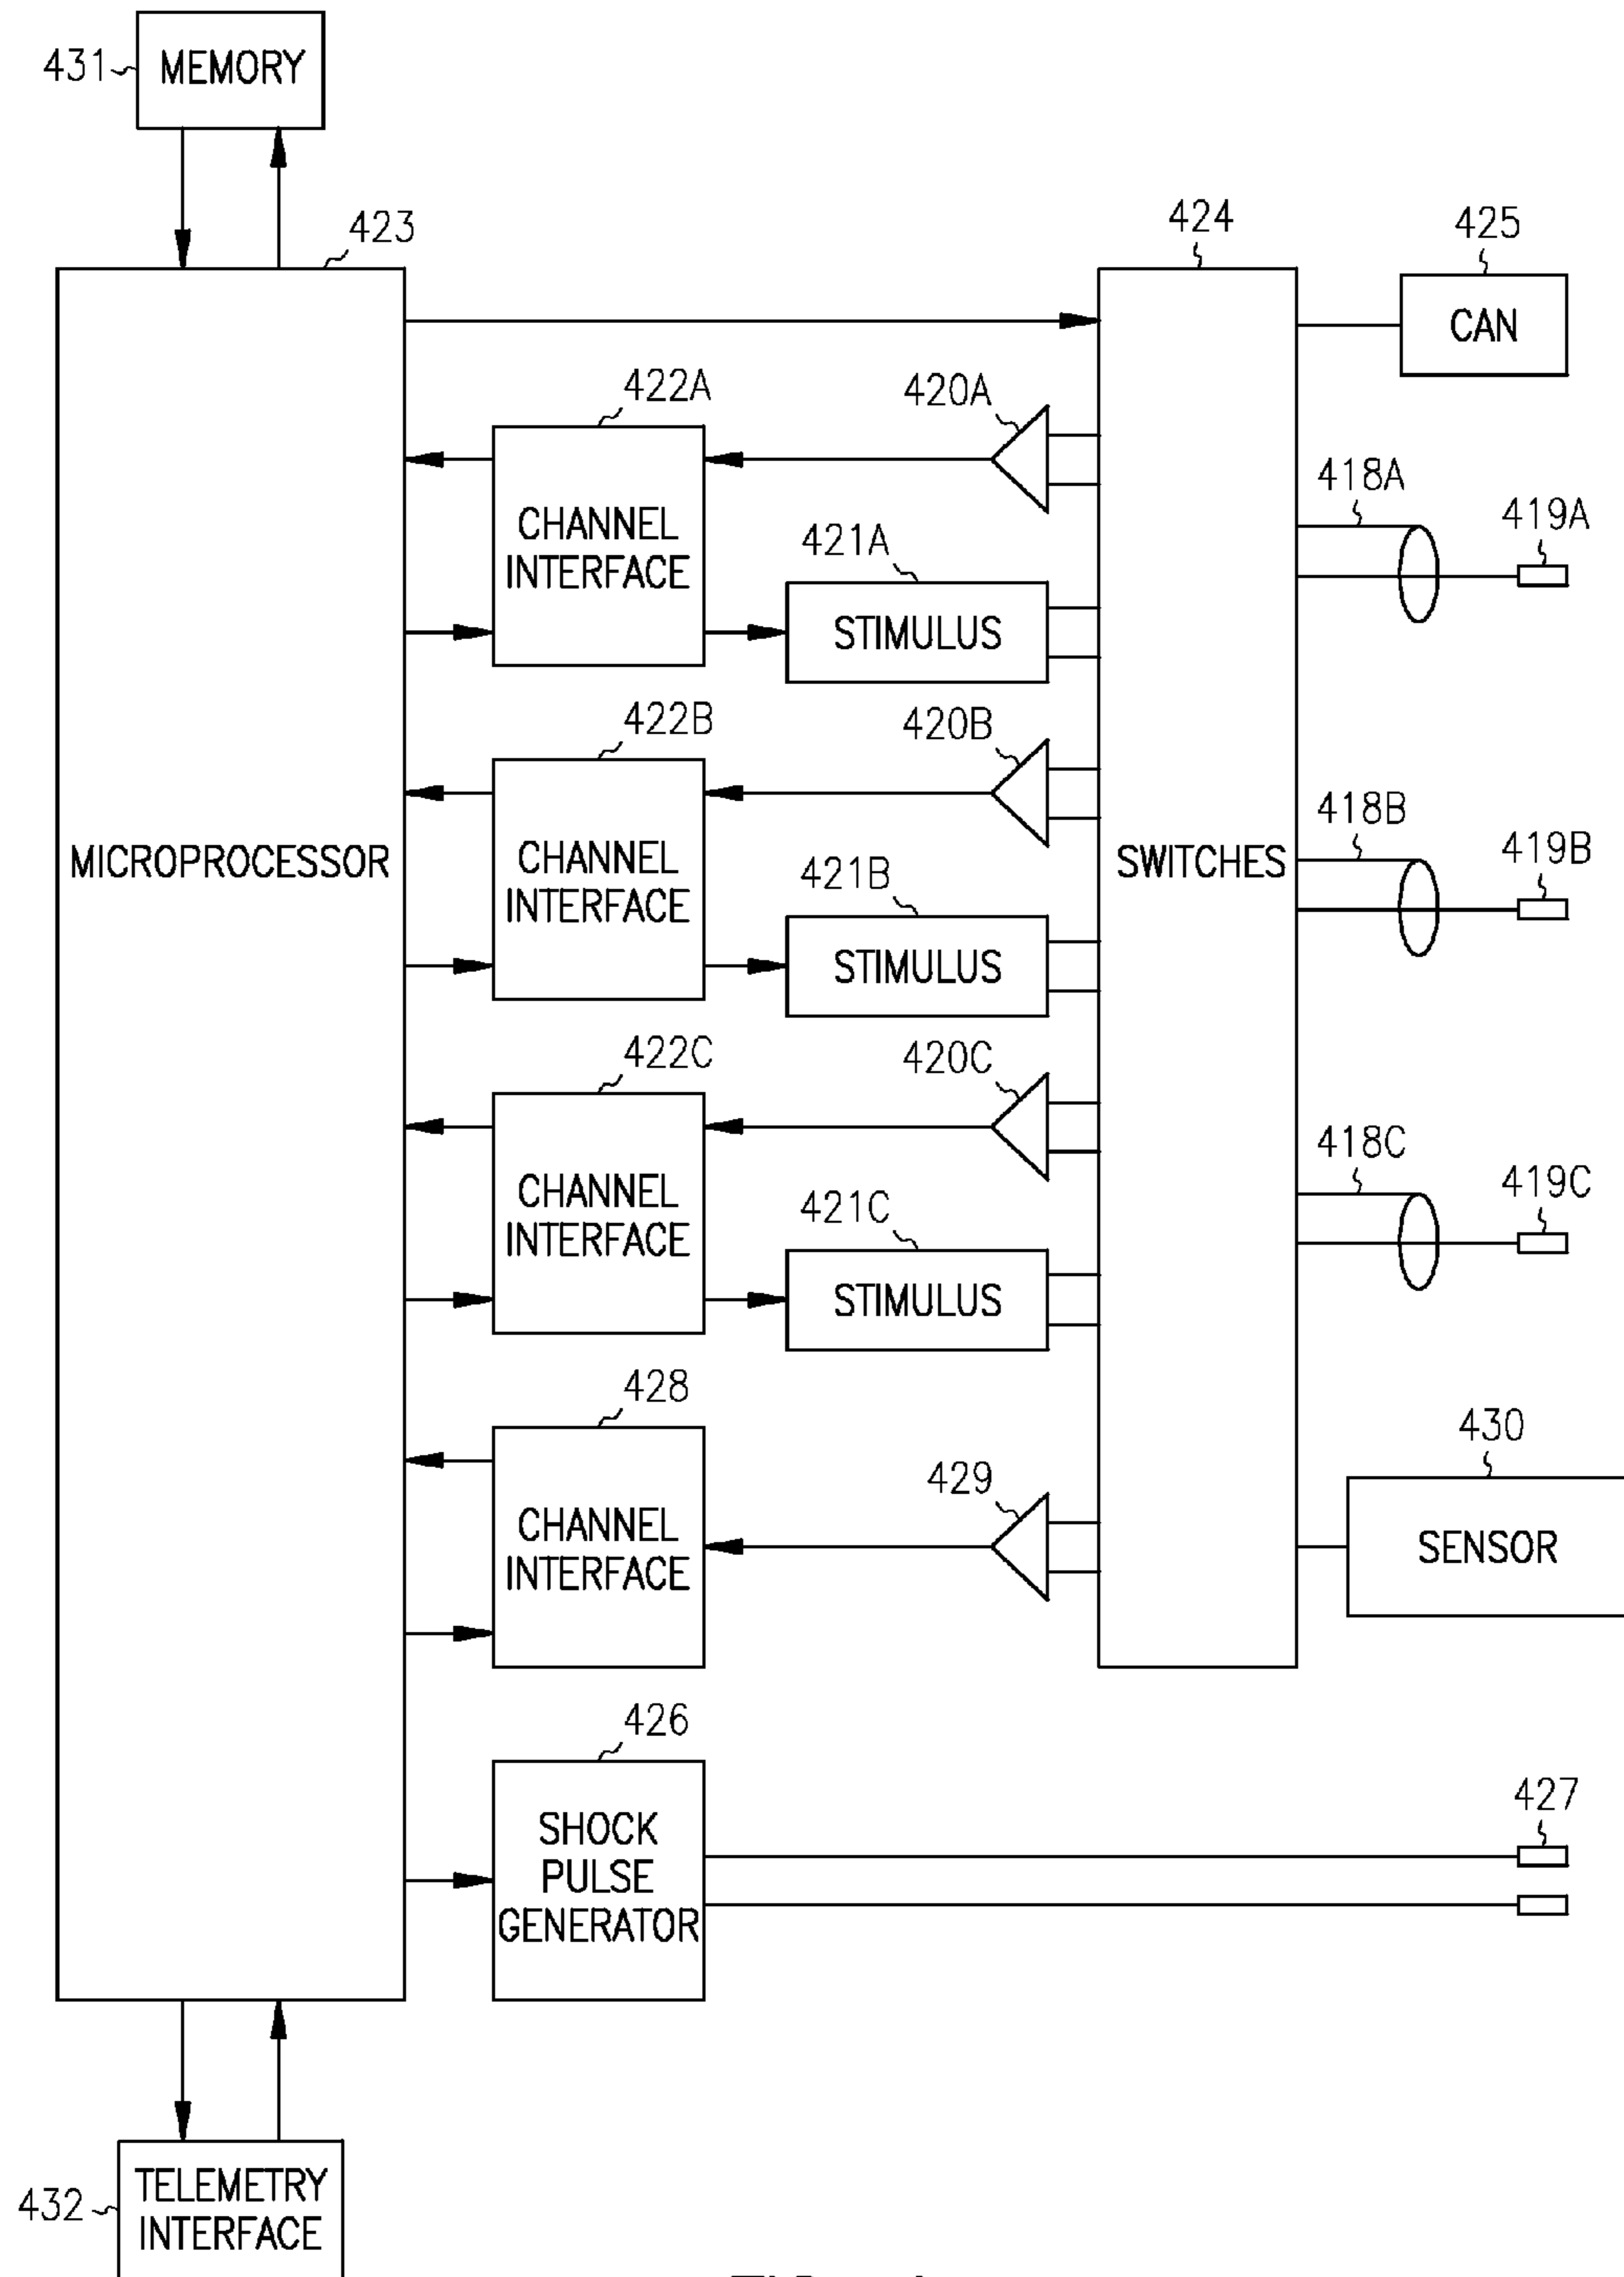 431
MEMORY
423
424
425
CAN
422A
420A
418A
419A
CHANNEL
INTERFACE
421A
STIMULUS
422B
420B
418B
419B
MICROPROCESSOR
CHANNEL
INTERFACE
421B
STIMULUS
SWITCHES
422C
420C
418C
419C
CHANNEL
INTERFACE
421C
STIMULUS
428
429
430
CHANNEL
INTERFACE
SENSOR
426
427
SHOCK
PULSE
GENERATOR
432
TELEMETRY
INTERFACE